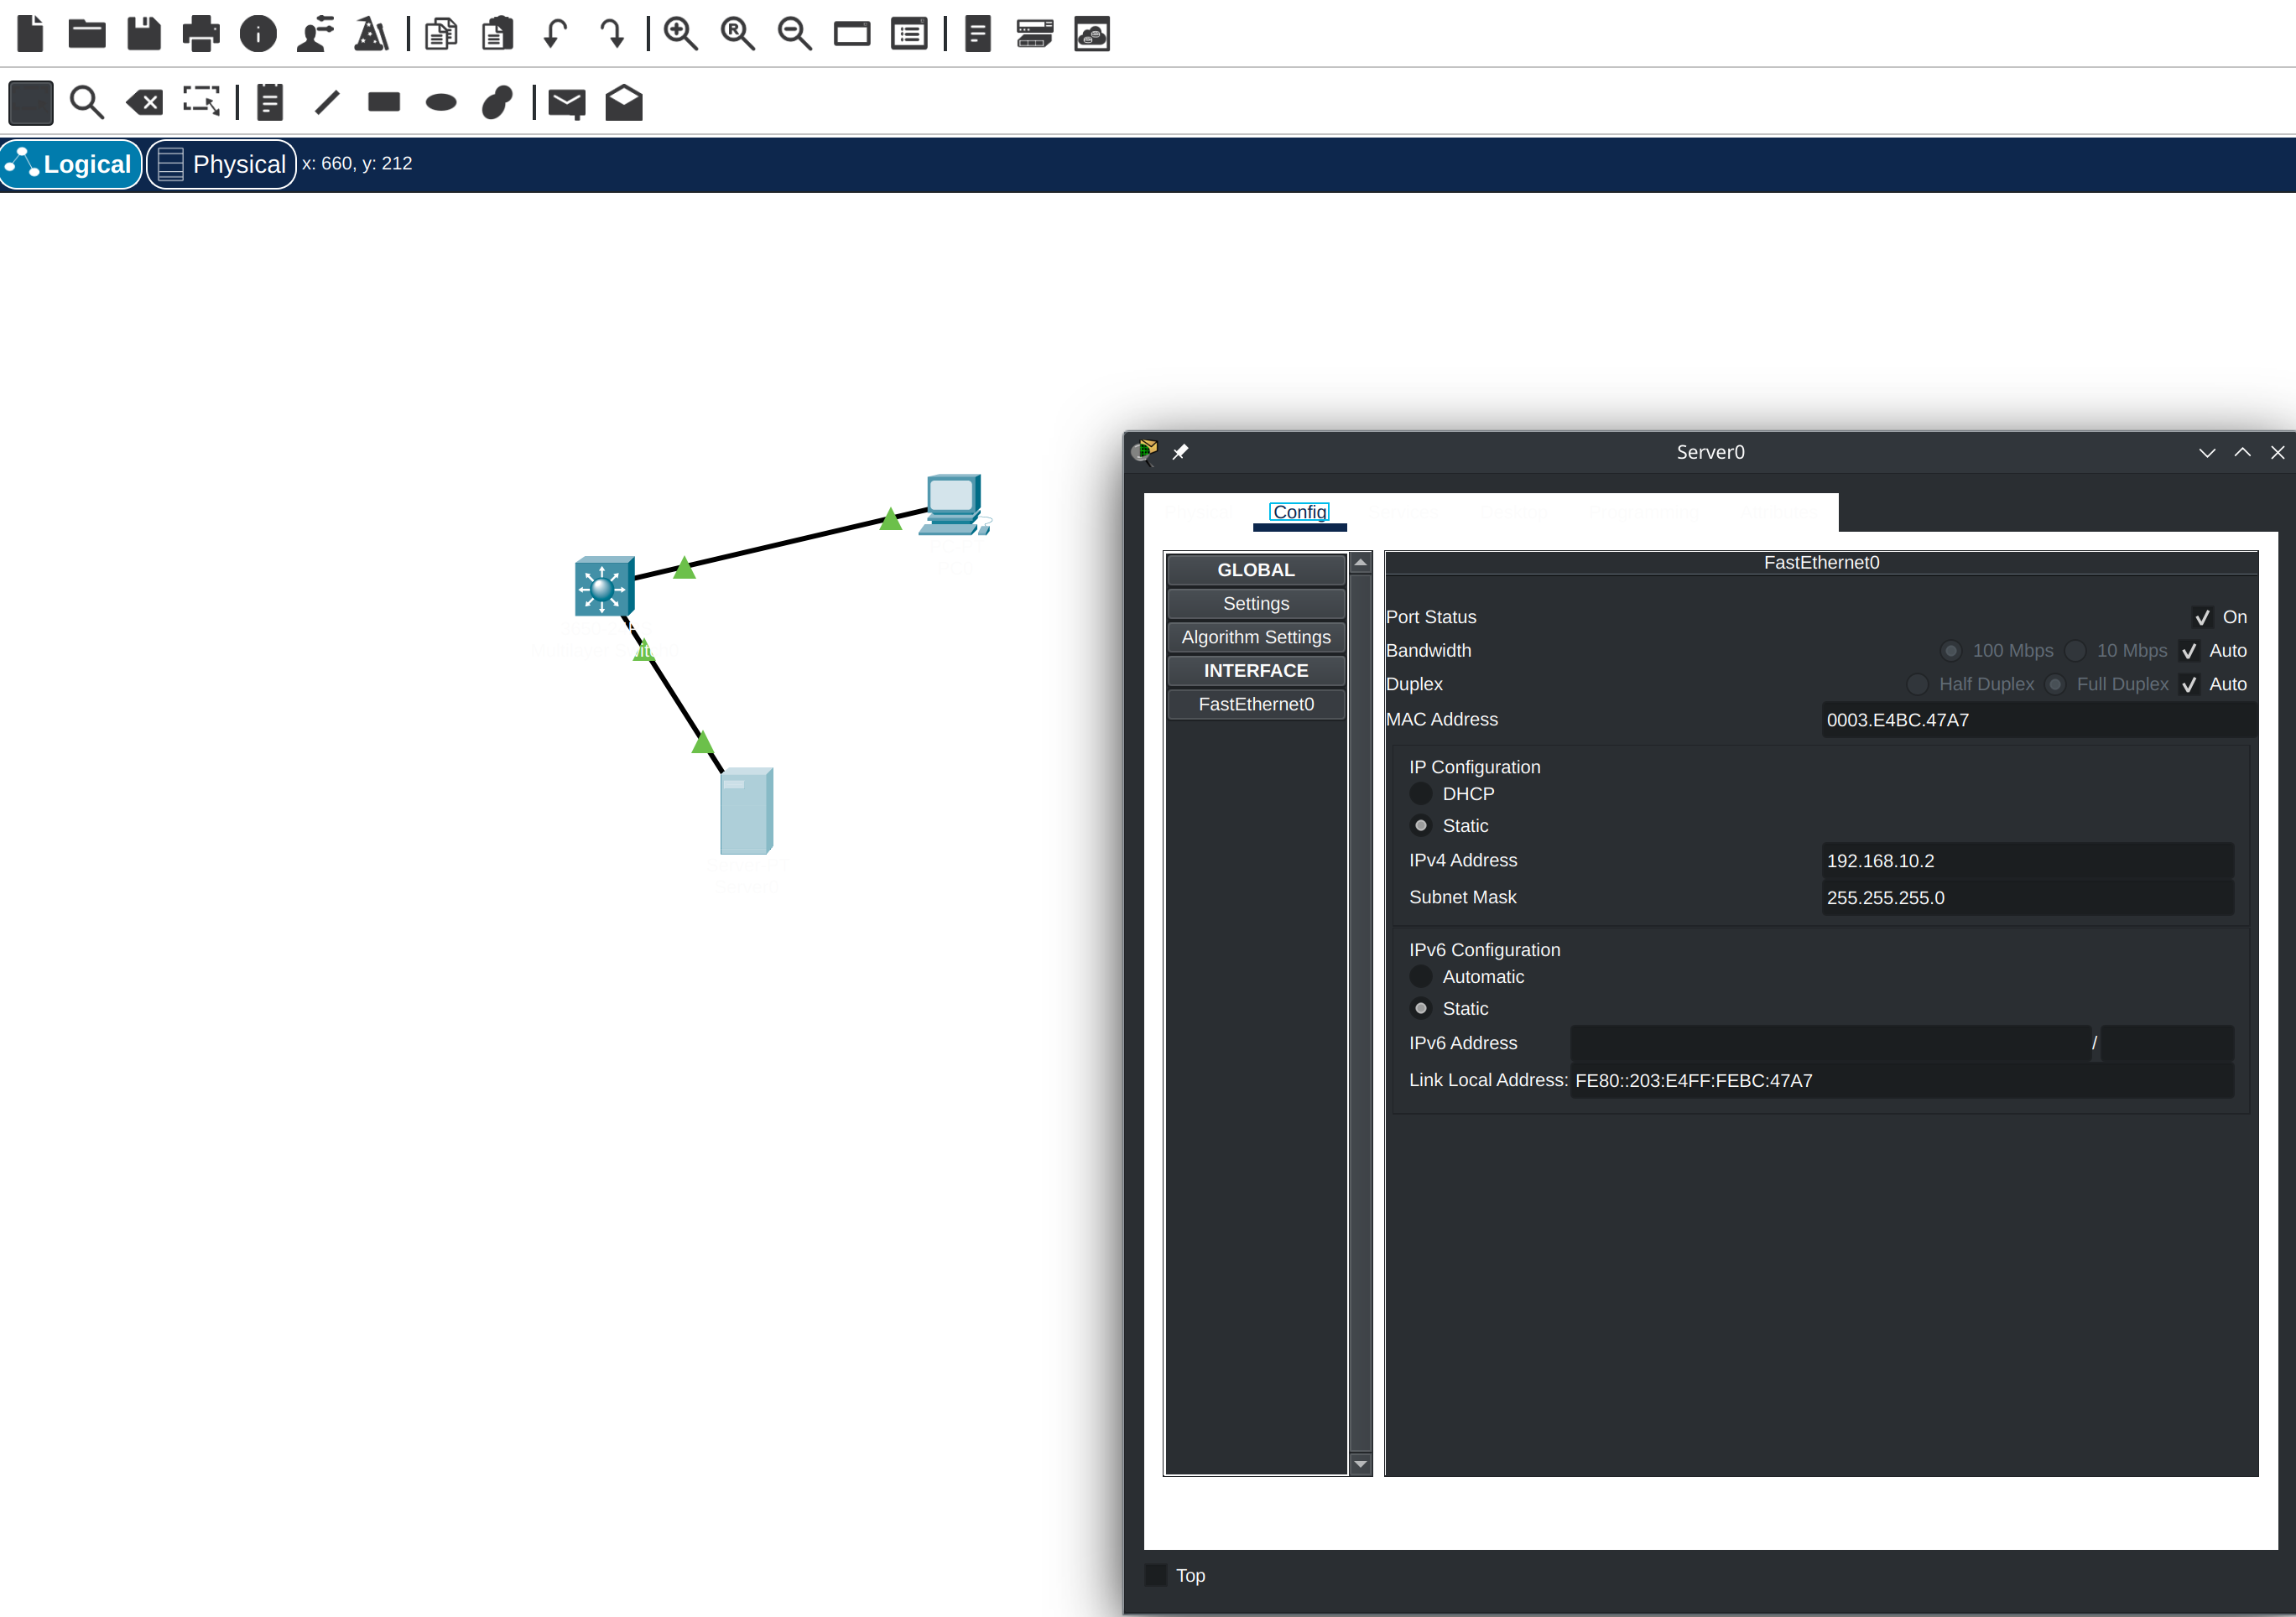 Logical
Physical
x: 660, y: 212
Server0
Config
GLOBAL
Settings
Algorithm Settings
INTERFACE
FastEthernet0
FastEthernet0
Port Status
On
Bandwidth
100 Mbps
10 Mbps
Auto
Duplex
Half Duplex
Full Duplex
Auto
MAC Address
0003.E4BC.47A7
IP Configuration
DHCP
Static
IPv4 Address
192.168.10.2
Subnet Mask
255.255.255.0
IPv6 Configuration
Automatic
Static
IPv6 Address
/
Link Local Address:
FE80::203:E4FF:FEBC:47A7
Top